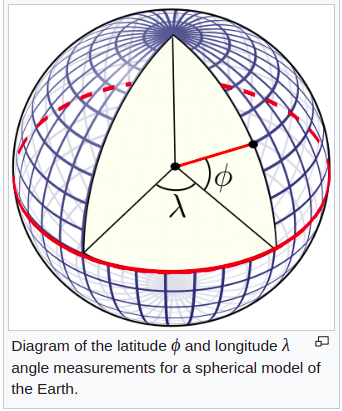 ϕ
λ
Diagram of the latitude ϕ and longitude λ
angle measurements for a spherical model of
the Earth.